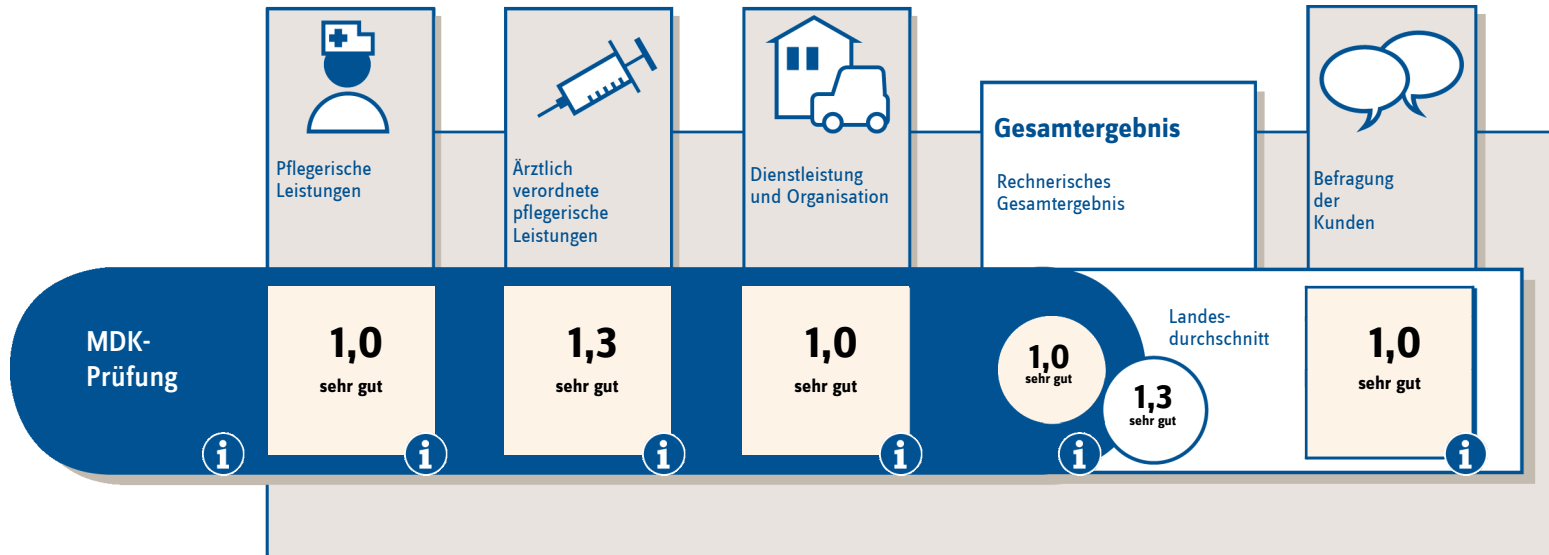 Pflegerische
Leistungen
Ärztlich
verordnete
pflegerische
Leistungen
Dienstleistung
und Organisation
Gesamtergebnis
Rechnerisches
Gesamtergebnis
Befragung
der
Kunden
MDK-
Prüfung
1,0
sehr gut
1,3
sehr gut
1,0
sehr gut
1,0
sehr gut
Landes-
durchschnitt
1,3
sehr gut
1,0
sehr gut
i
i
i
i
i
i